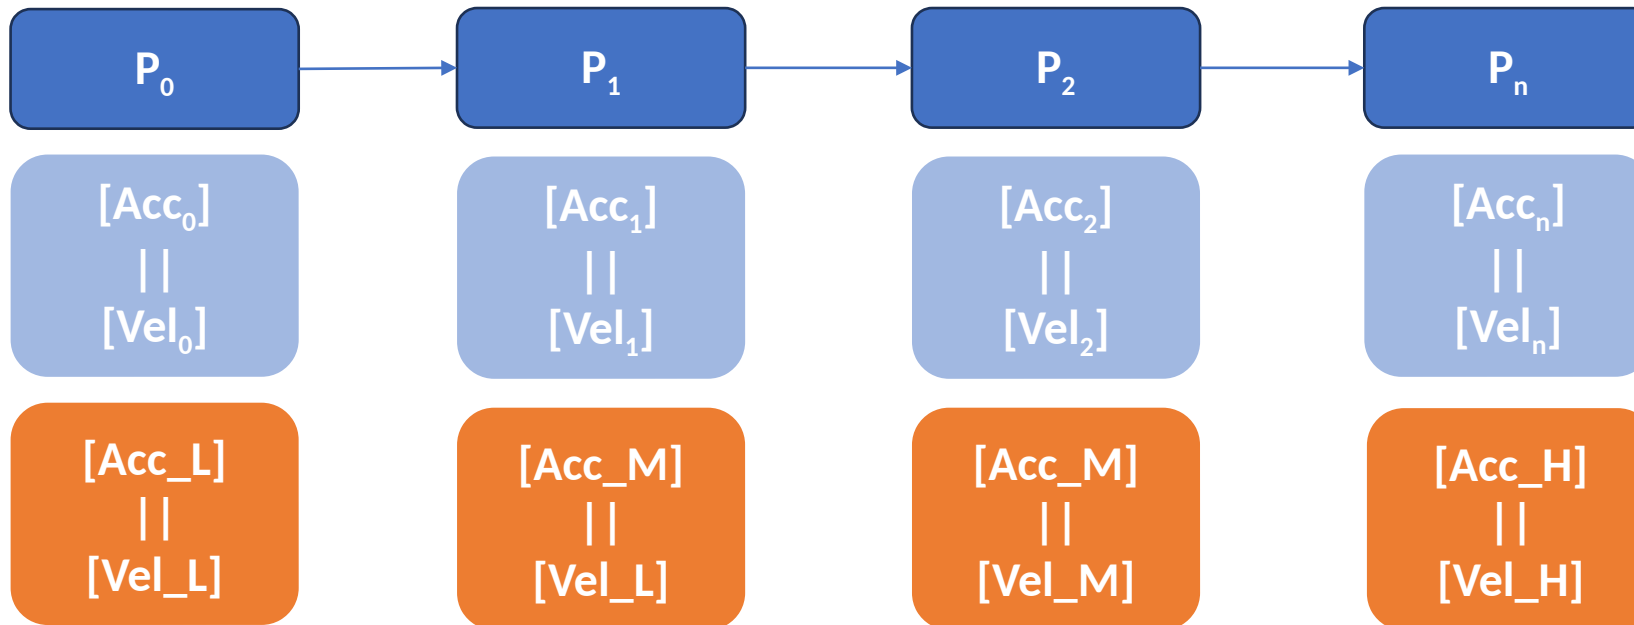 P₀ P₁ P₂ Pₙ
[Acc₀] [Acc₁] [Acc₂] [Accₙ]
|| || || ||
[Vel₀] [Vel₁] [Vel₂] [Velₙ]
[Acc_L] [Acc_M] [Acc_M] [Acc_H]
|| || || ||
[Vel_L] [Vel_L] [Vel_M] [Vel_H]